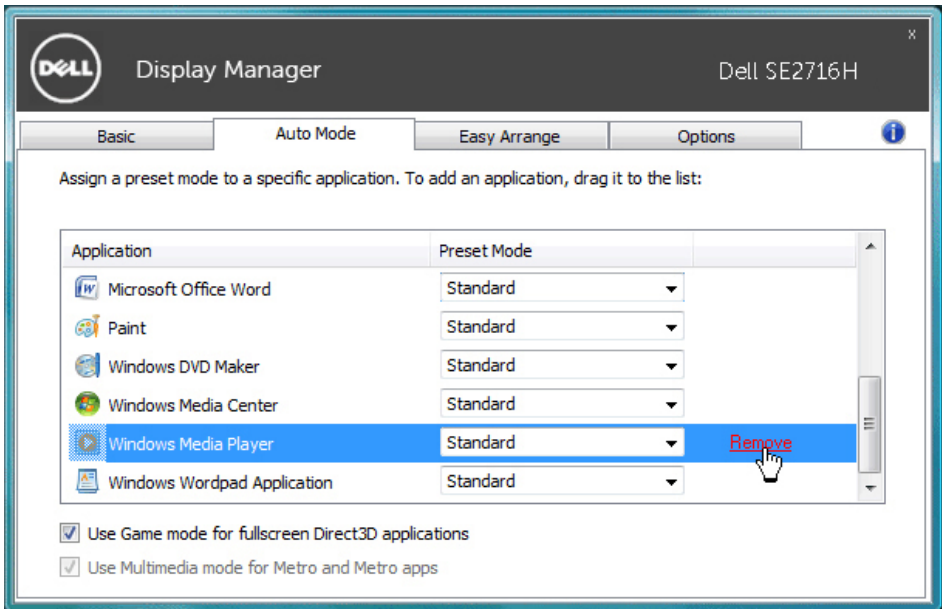 x
DELL Display Manager Dell SE2716H
Basic Auto Mode Easy Arrange Options
Assign a preset mode to a specific application. To add an application, drag it to the list:
Application Preset Mode
Microsoft Office Word Standard
Paint Standard
Windows DVD Maker Standard
Windows Media Center Standard
Windows Media Player Standard Remove
Windows Wordpad Application Standard
Use Game mode for fullscreen Direct3D applications
Use Multimedia mode for Metro and Metro apps